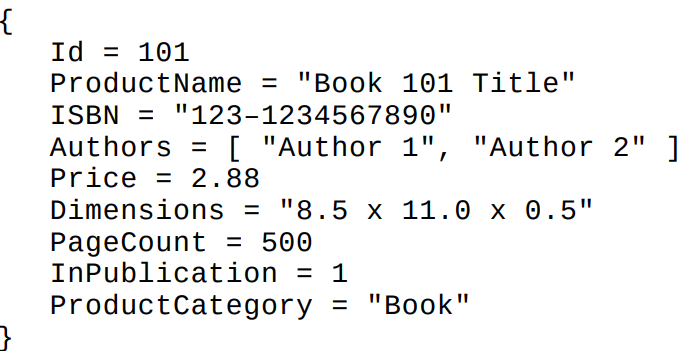 {
Id = 101
ProductName = "Book 101 Title"
ISBN = "123–1234567890"
Authors = [ "Author 1", "Author 2" ]
Price = 2.88
Dimensions = "8.5 x 11.0 x 0.5"
PageCount = 500
InPublication = 1
ProductCategory = "Book"
}